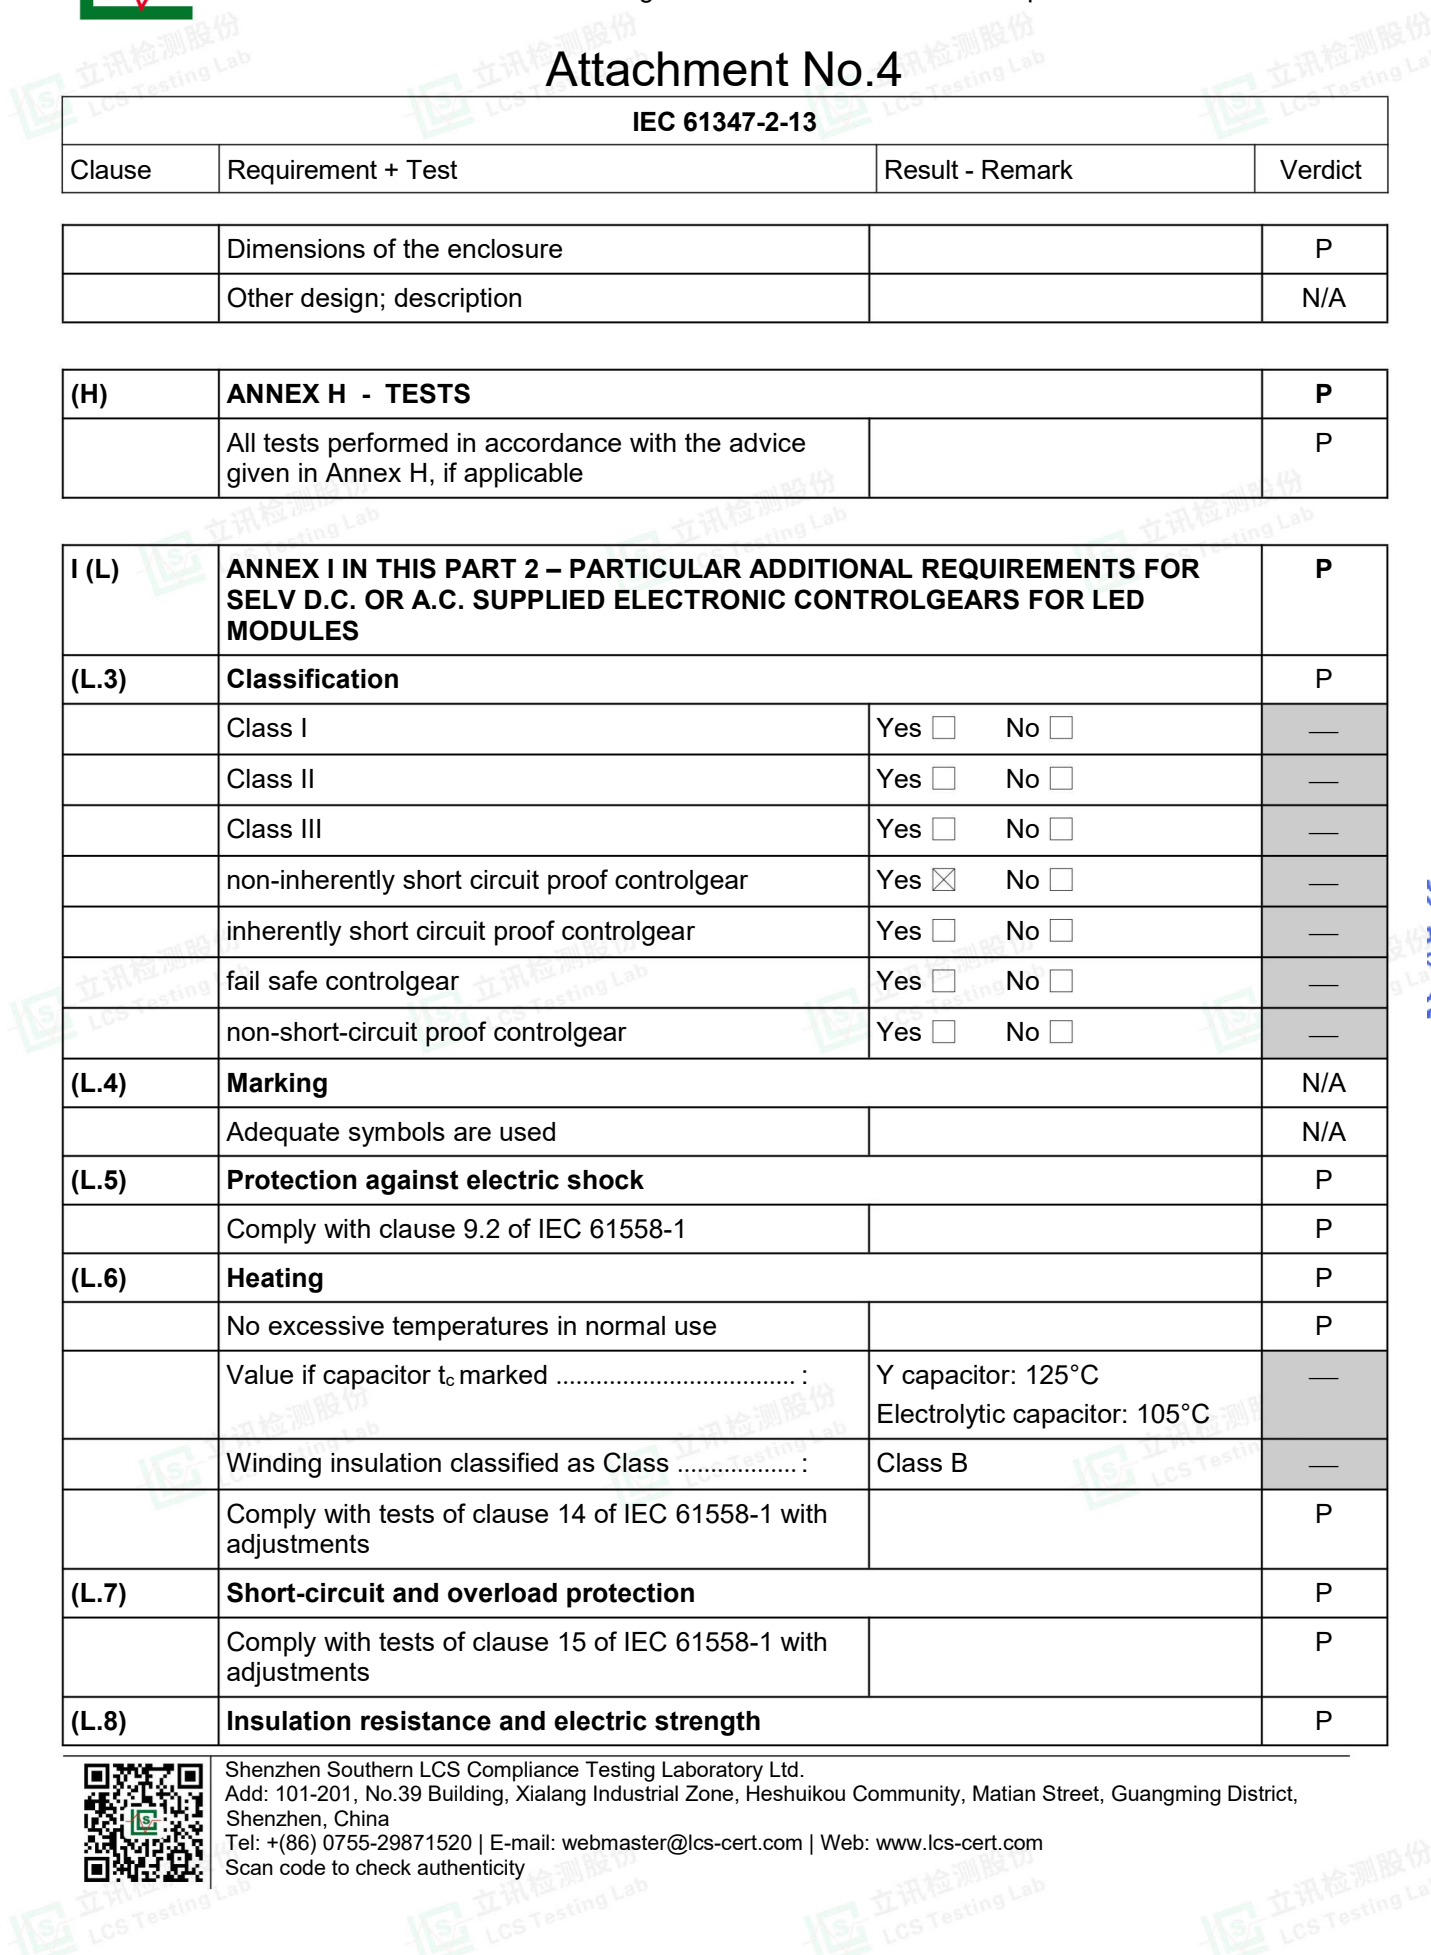 Attachment No.4
IEC 61347-2-13
Clause Requirement + Test Result - Remark Verdict
Dimensions of the enclosure P
Other design; description N/A
(H) ANNEX H - TESTS P
All tests performed in accordance with the advice P
given in Annex H, if applicable
I (L) ANNEX I IN THIS PART 2 – PARTICULAR ADDITIONAL REQUIREMENTS FOR P
SELV D.C. OR A.C. SUPPLIED ELECTRONIC CONTROLGEARS FOR LED
MODULES
(L.3) Classification P
Class I Yes ☐ No ☐ —
Class II Yes ☐ No ☐ —
Class III Yes ☐ No ☐ —
non-inherently short circuit proof controlgear Yes ☒ No ☐ —
inherently short circuit proof controlgear Yes ☐ No ☐ —
fail safe controlgear Yes ☐ No ☐ —
non-short-circuit proof controlgear Yes ☐ No ☐ —
(L.4) Marking N/A
Adequate symbols are used N/A
(L.5) Protection against electric shock P
Comply with clause 9.2 of IEC 61558-1 P
(L.6) Heating P
No excessive temperatures in normal use P
Value if capacitor tc marked .................................... : Y capacitor: 125°C —
Electrolytic capacitor: 105°C
Winding insulation classified as Class .................. : Class B —
Comply with tests of clause 14 of IEC 61558-1 with P
adjustments
(L.7) Short-circuit and overload protection P
Comply with tests of clause 15 of IEC 61558-1 with P
adjustments
(L.8) Insulation resistance and electric strength P
Shenzhen Southern LCS Compliance Testing Laboratory Ltd.
Add: 101-201, No.39 Building, Xialang Industrial Zone, Heshuikou Community, Matian Street, Guangming District,
Shenzhen, China
Tel: +(86) 0755-29871520 | E-mail: webmaster@lcs-cert.com | Web: www.lcs-cert.com
Scan code to check authenticity
立讯检测股份
LCS Testing Lab